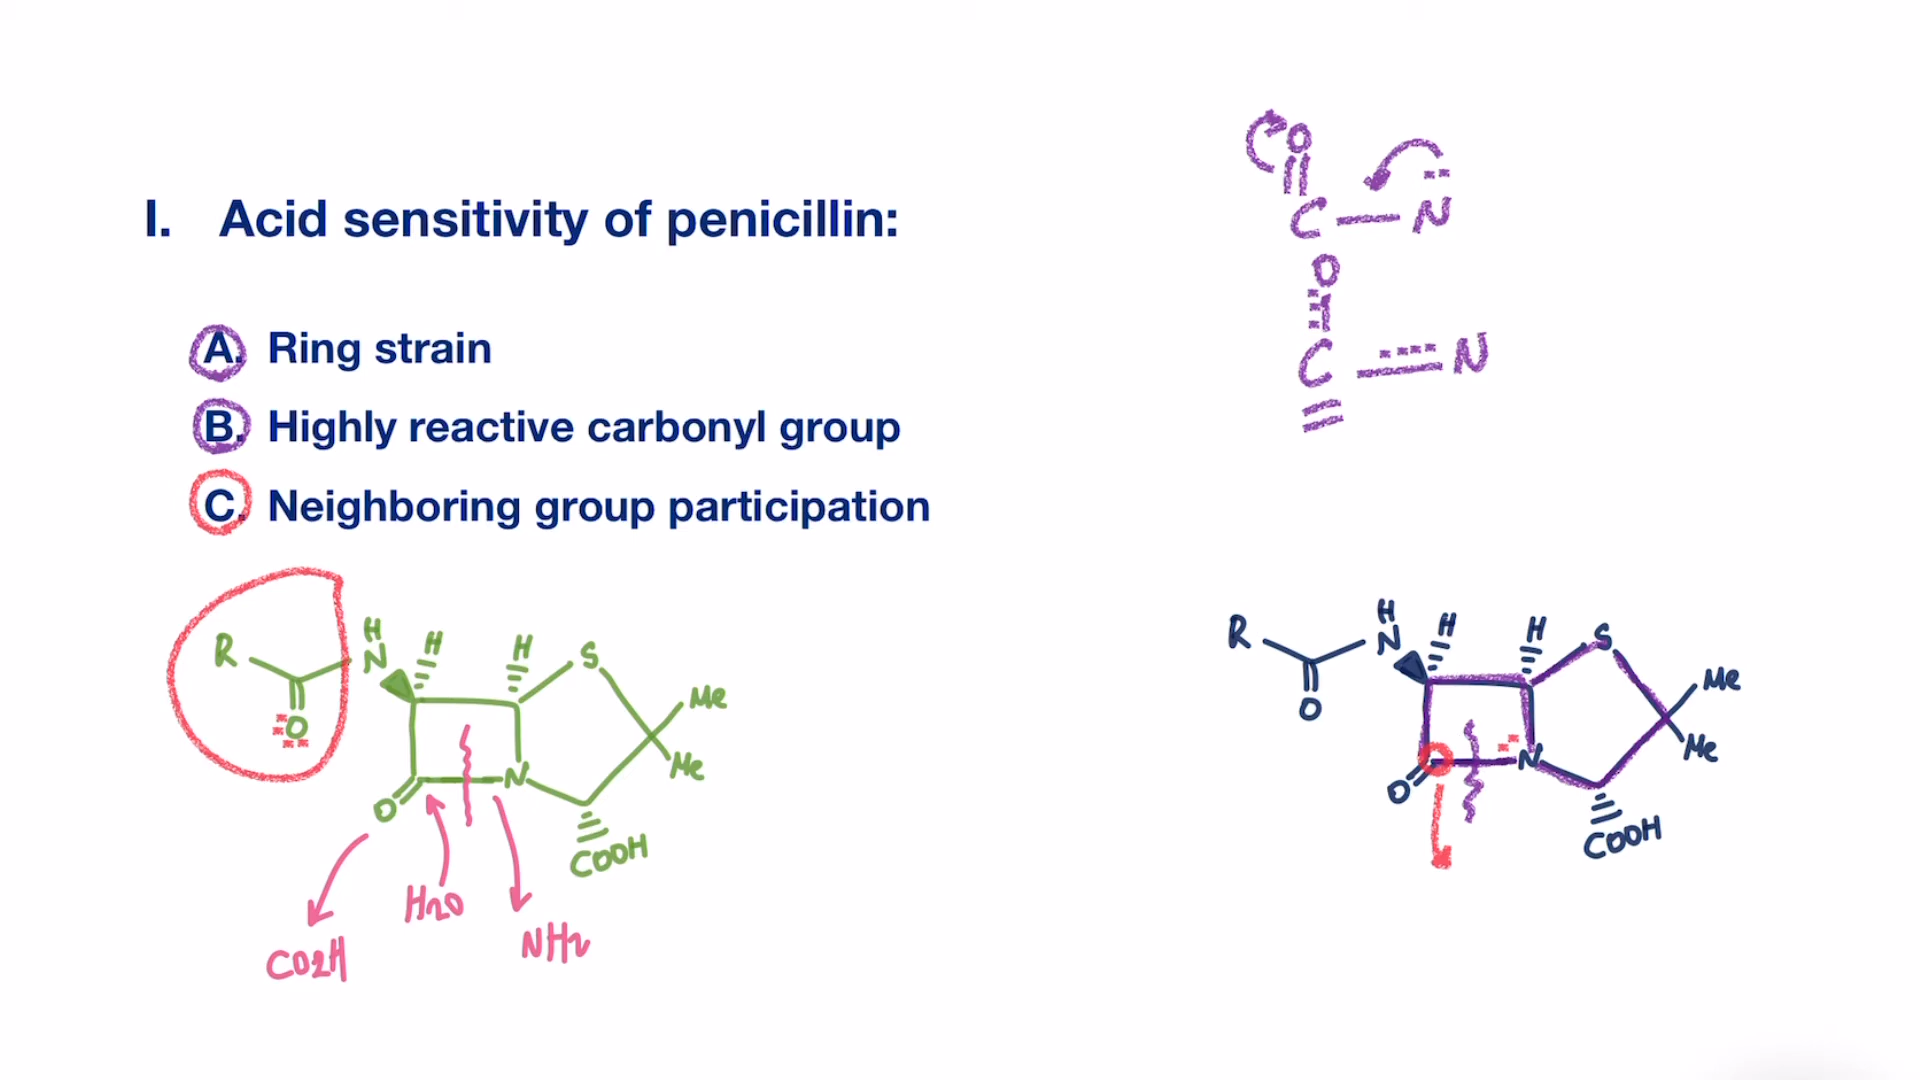 I. Acid sensitivity of penicillin:
A. Ring strain
B. Highly reactive carbonyl group
C. Neighboring group participation
O
C — N
O
C N
R
H
N
H
H
S
Me
Me
O
O
N
COOH
H2O
CO2H
NH2
R
H
N
H
H
S
Me
Me
O
O
N
COOH